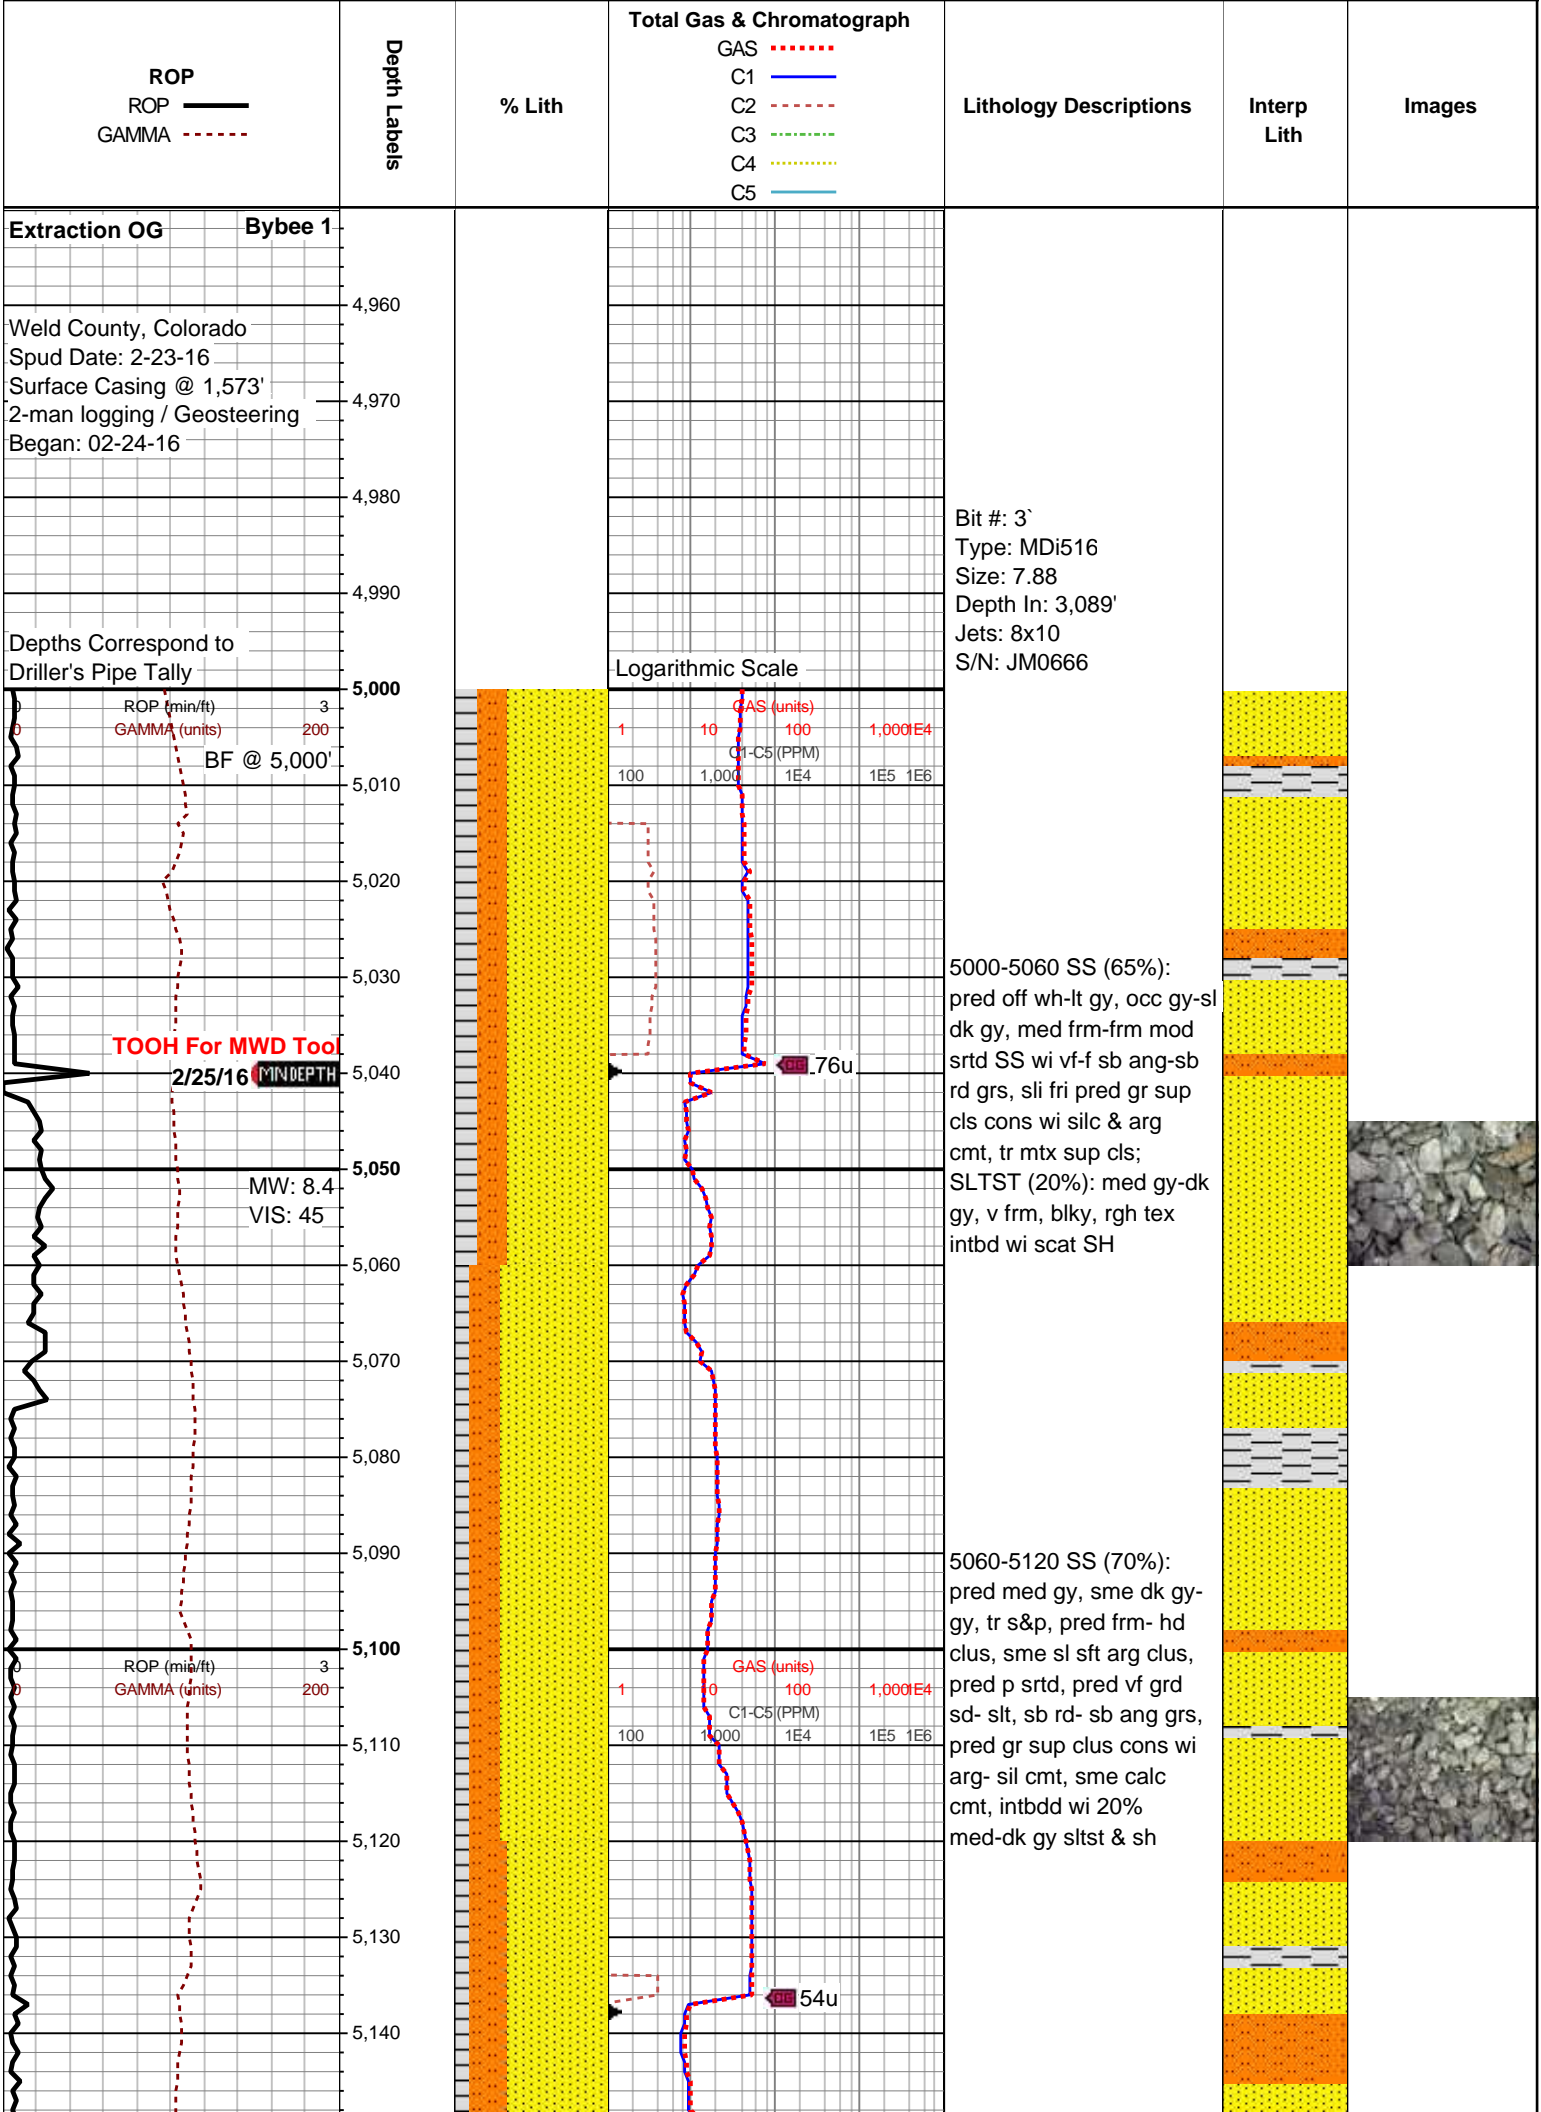 ROP
ROP
GAMMA
Depth Labels
% Lith
Total Gas & Chromatograph
GAS
C1
C2
C3
C4
C5
Lithology Descriptions
Interp
Lith
Images
Extraction OG
Bybee 1
Weld County, Colorado
Spud Date: 2-23-16
Surface Casing @ 1,573'
2-man logging / Geosteering
Began: 02-24-16
Depths Correspond to
Driller's Pipe Tally
4,960
4,970
4,980
4,990
5,000
5,010
5,020
5,030
5,040
5,050
5,060
5,070
5,080
5,090
5,100
5,110
5,120
5,130
5,140
Logarithmic Scale
Bit #: 3`
Type: MDi516
Size: 7.88
Depth In: 3,089'
Jets: 8x10
S/N: JM0666
0 ROP (min/ft) 3
0 GAMMA (units) 200
BF @ 5,000'
GAS (units)
1 10 100 1,000 1E4
C1-C5 (PPM)
100 1,000 1E4 1E5 1E6
TOOH For MWD Tool
2/25/16 MNDEPTH
CG 76u
MW: 8.4
VIS: 45
5000-5060 SS (65%):
pred off wh-lt gy, occ gy-sl
dk gy, med frm-frm mod
srtd SS wi vf-f sb ang-sb
rd grs, sli fri pred gr sup
cls cons wi silc & arg
cmt, tr mtx sup cls;
SLTST (20%): med gy-dk
gy, v frm, blky, rgh tex
intbd wi scat SH
5060-5120 SS (70%):
pred med gy, sme dk gy-
gy, tr s&p, pred frm- hd
clus, sme sl sft arg clus,
pred p srtd, pred vf grd
sd- slt, sb rd- sb ang grs,
pred gr sup clus cons wi
arg- sil cmt, sme calc
cmt, intbdd wi 20%
med-dk gy sltst & sh
0 ROP (min/ft) 3
0 GAMMA (units) 200
GAS (units)
1 10 100 1,000 1E4
C1-C5 (PPM)
100 1,000 1E4 1E5 1E6
CG 54u